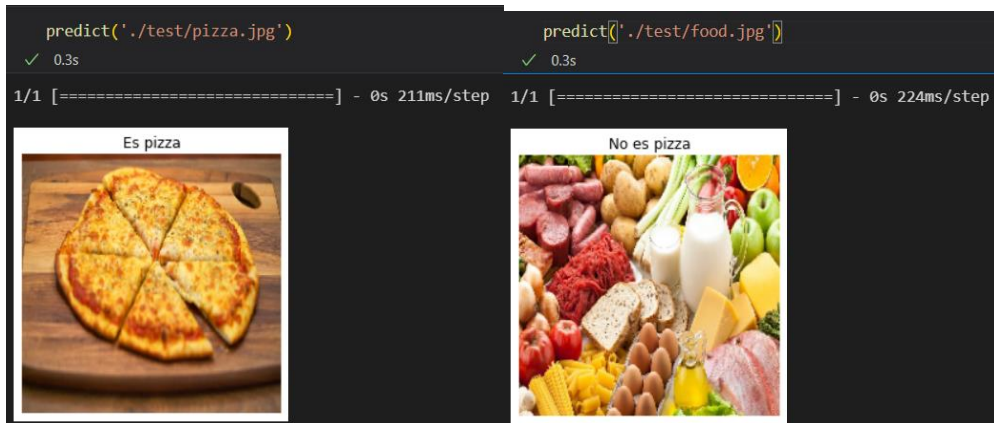 predict('./test/pizza.jpg')
✓ 0.3s
1/1 [==============================] - 0s 211ms/step
Es pizza
predict('./test/food.jpg')
✓ 0.3s
1/1 [==============================] - 0s 224ms/step
No es pizza